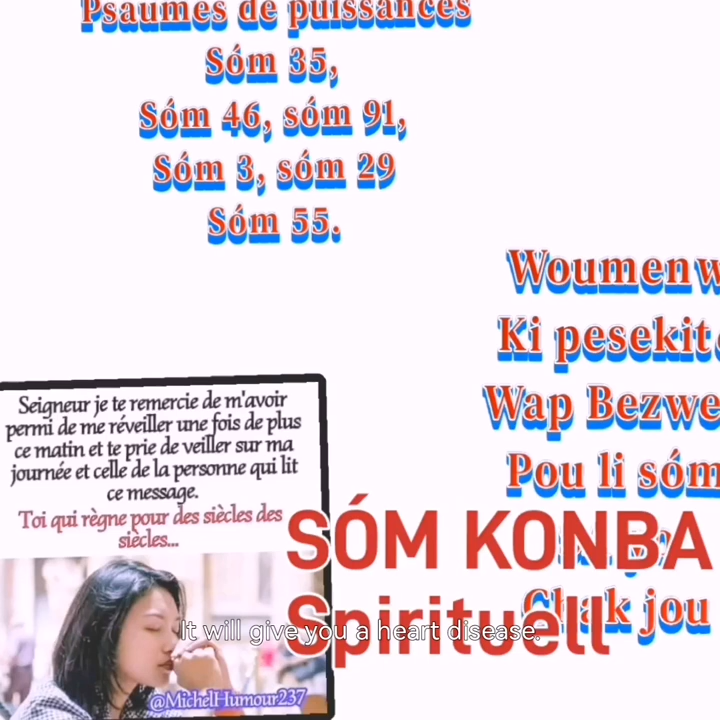 Psaumes de puissances
Sóm 35,
Sóm 46, sóm 91,
Sóm 3, sóm 29
Sóm 55.
Woumenw
Ki pesekit
Wap Bezwe
Pou li sóm
Chak jou
Seigneur je te remercie de m'avoir
permi de me réveiller une fois de plus
ce matin et te prie de veiller sur ma
journée et celle de la personne qui lit
ce message.
Toi qui règne pour des siècles des
siècles...
@MichelHumour237
SÓM KONBA
Spirituèll
It will give you a heart disease.